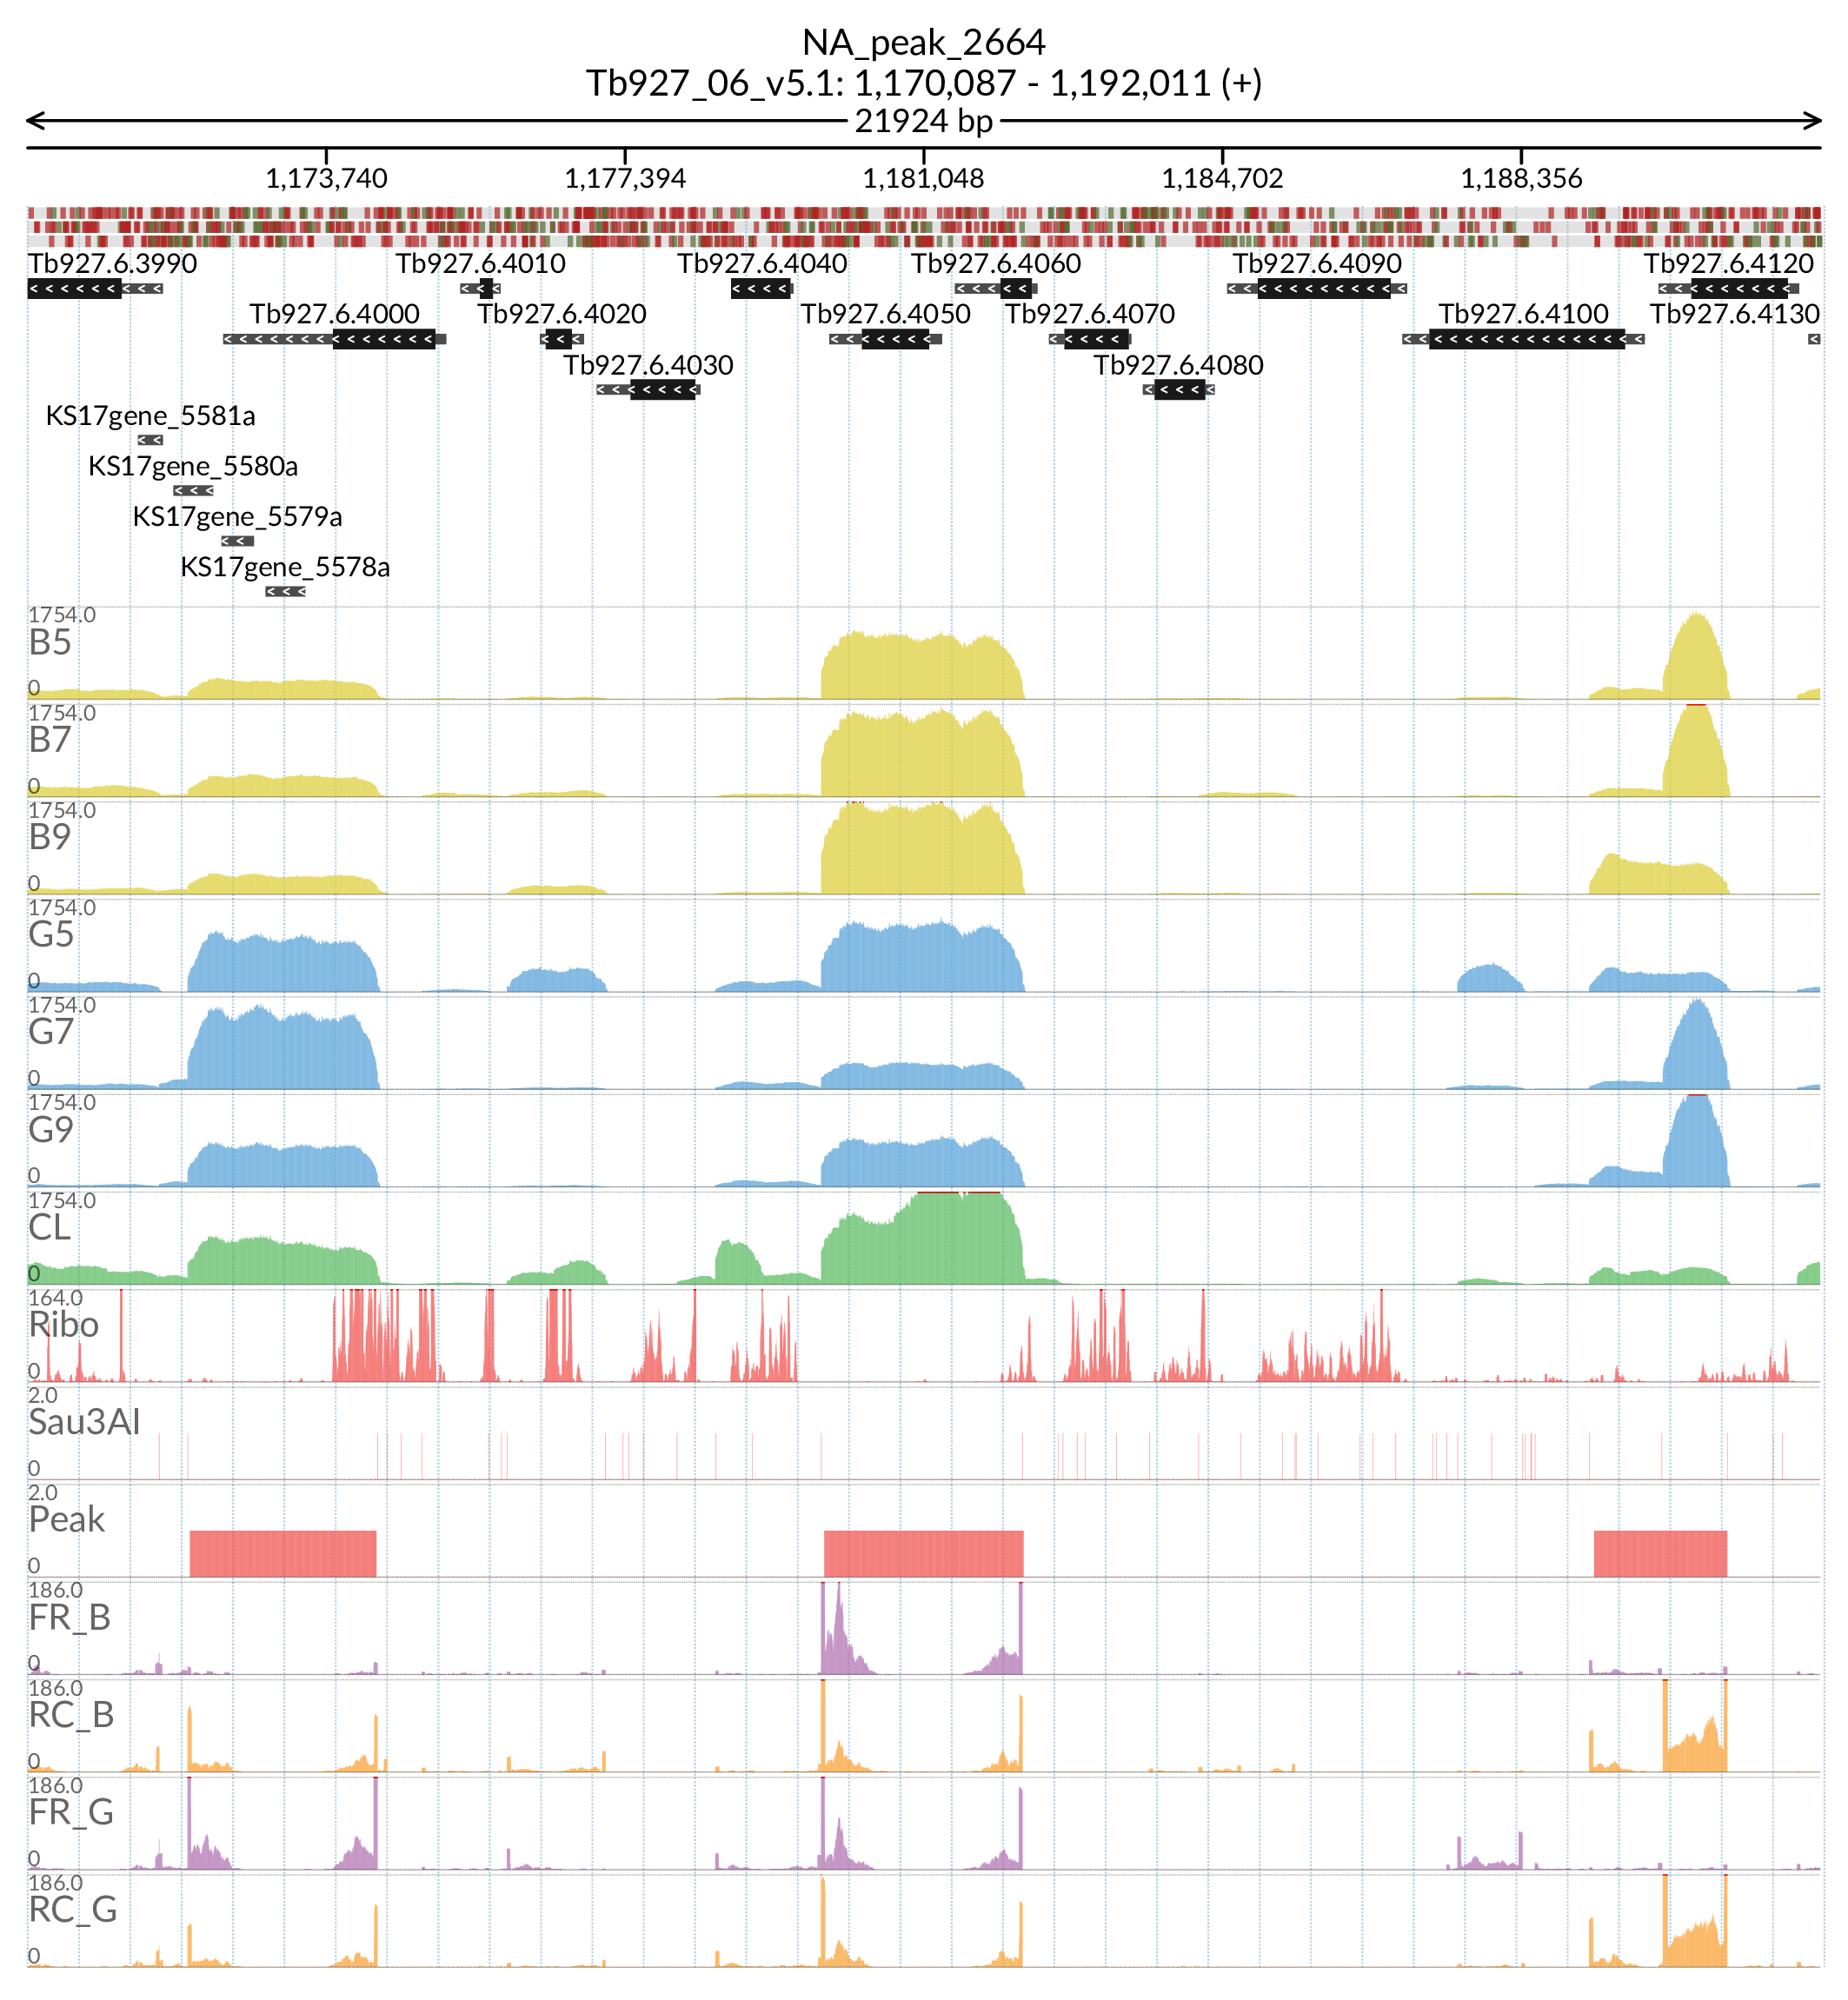 NA_peak_2664
Tb927_06_v5.1: 1,170,087 - 1,192,011 (+)
21924 bp
1,173,740 1,177,394 1,181,048 1,184,702 1,188,356
Tb927.6.3990 Tb927.6.4010 Tb927.6.4040 Tb927.6.4060 Tb927.6.4090 Tb927.6.4120
Tb927.6.4000 Tb927.6.4020 Tb927.6.4050 Tb927.6.4070 Tb927.6.4100 Tb927.6.4130
Tb927.6.4030 Tb927.6.4080
KS17gene_5581a
KS17gene_5580a
KS17gene_5579a
KS17gene_5578a
1754.0
B5
0
1754.0
B7
0
1754.0
B9
0
1754.0
G5
0
1754.0
G7
0
1754.0
G9
0
1754.0
CL
0
164.0
Ribo
0
2.0
Sau3AI
0
2.0
Peak
0
186.0
FR_B
0
186.0
RC_B
0
186.0
FR_G
0
186.0
RC_G
0